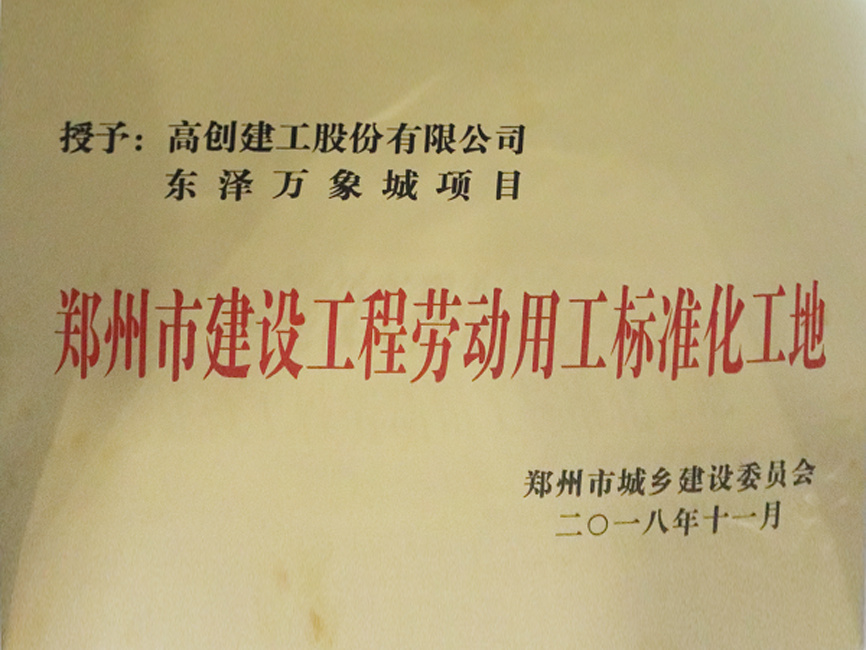 授予：高创建工股份有限公司
东泽万象城项目
郑州市建设工程劳动用工标准化工地
郑州市城乡建设委员会
二〇一八年十一月